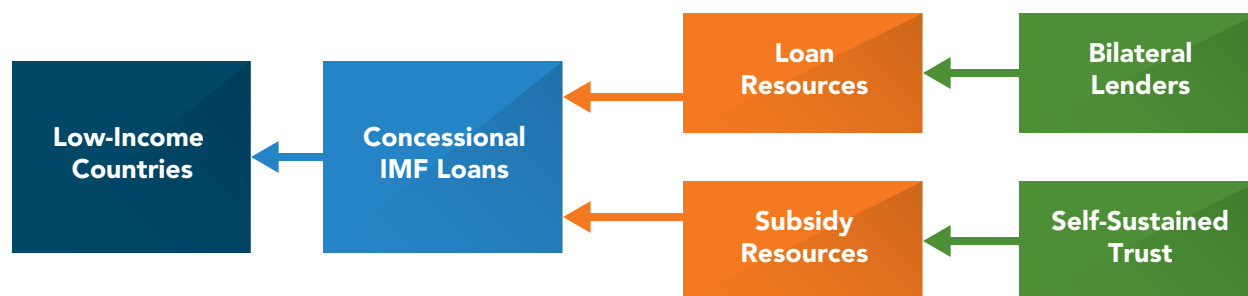 Low-Income
Countries
Concessional
IMF Loans
Loan
Resources
Bilateral
Lenders
Subsidy
Resources
Self-Sustained
Trust